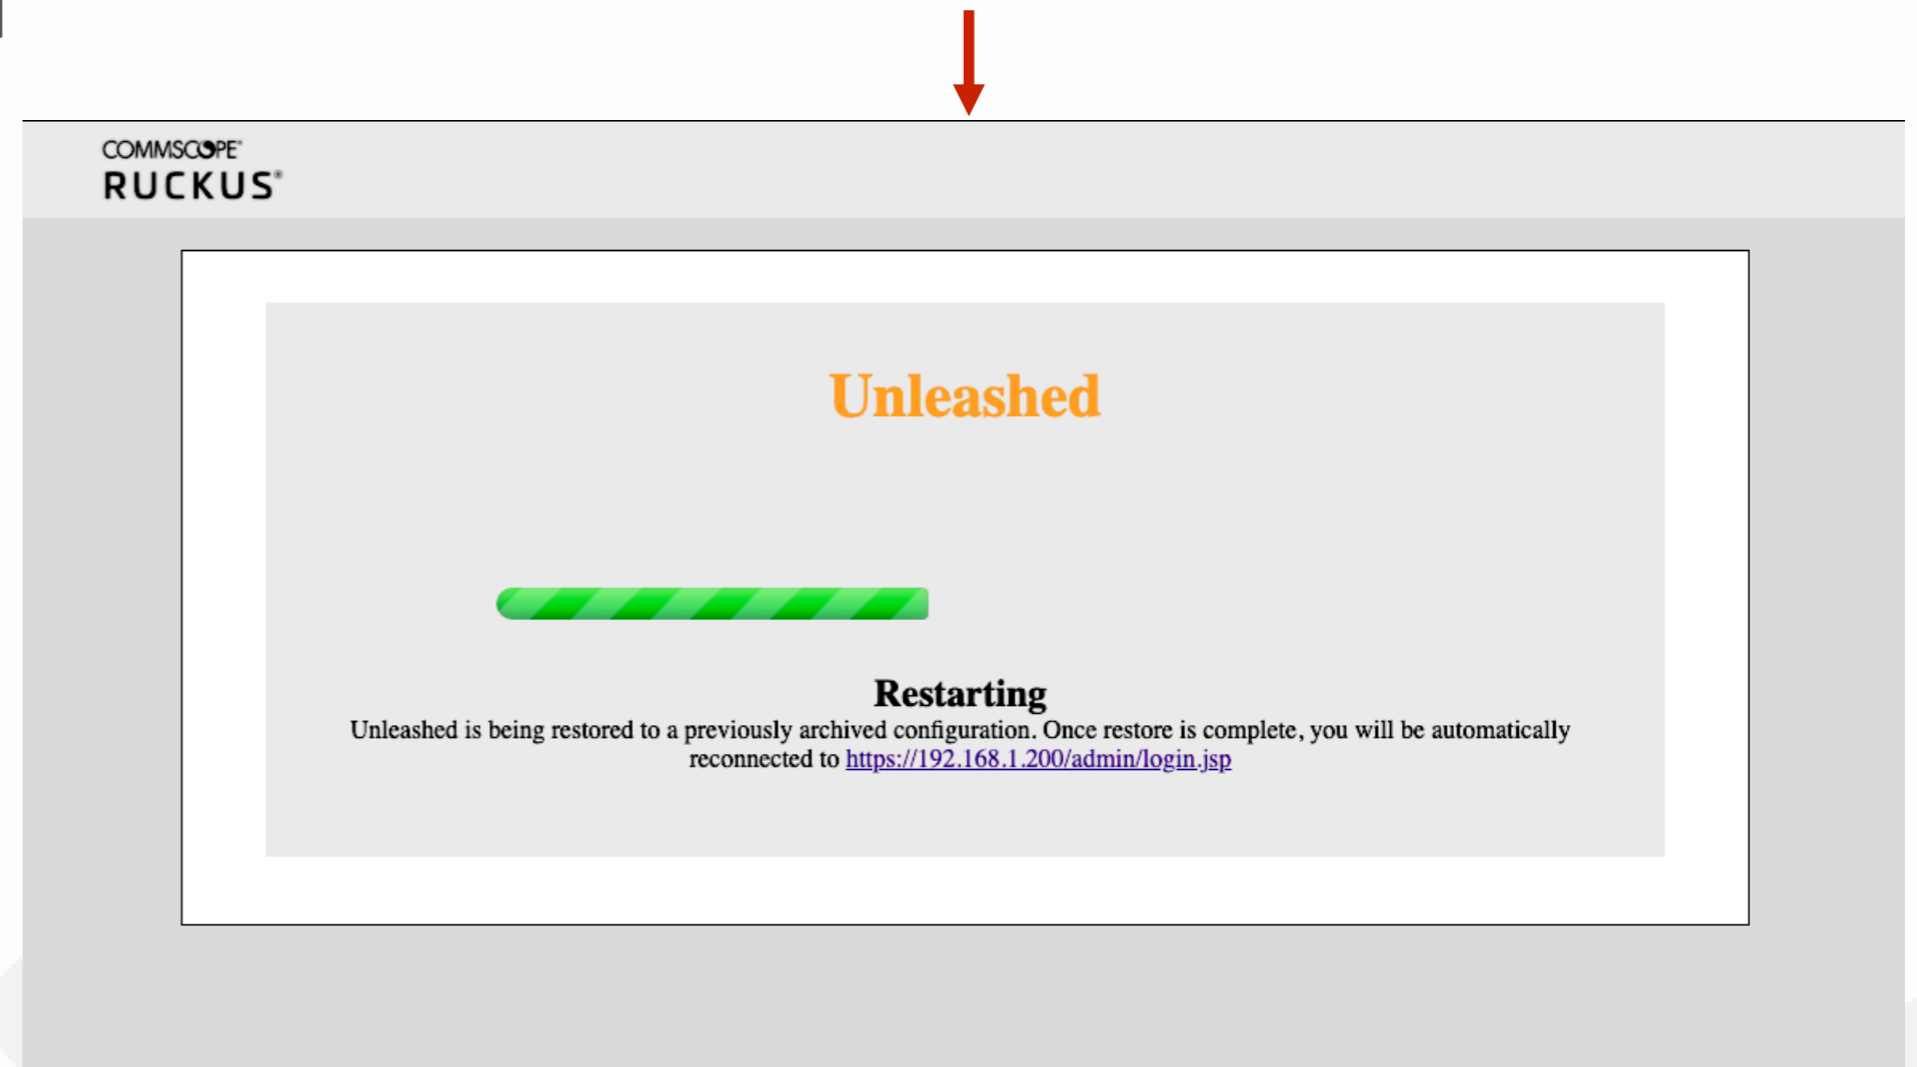 COMMSCOPE®
RUCKUS®
Unleashed
Restarting
Unleashed is being restored to a previously archived configuration. Once restore is complete, you will be automatically
reconnected to https://192.168.1.200/admin/login.jsp